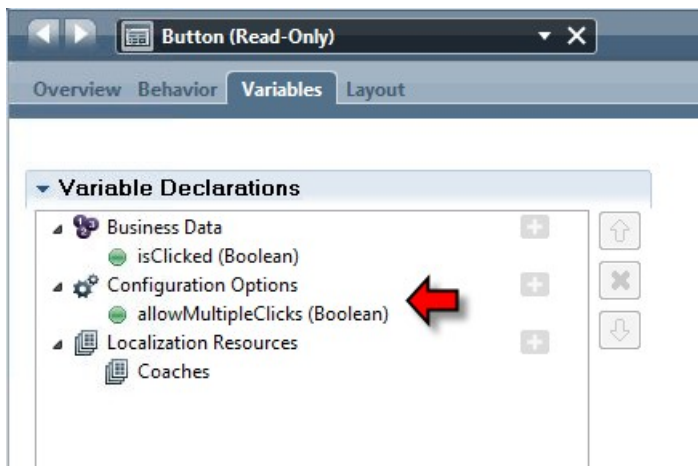 Button (Read-Only)
Overview Behavior Variables Layout
Variable Declarations
Business Data
isClicked (Boolean)
Configuration Options
allowMultipleClicks (Boolean)
Localization Resources
Coaches